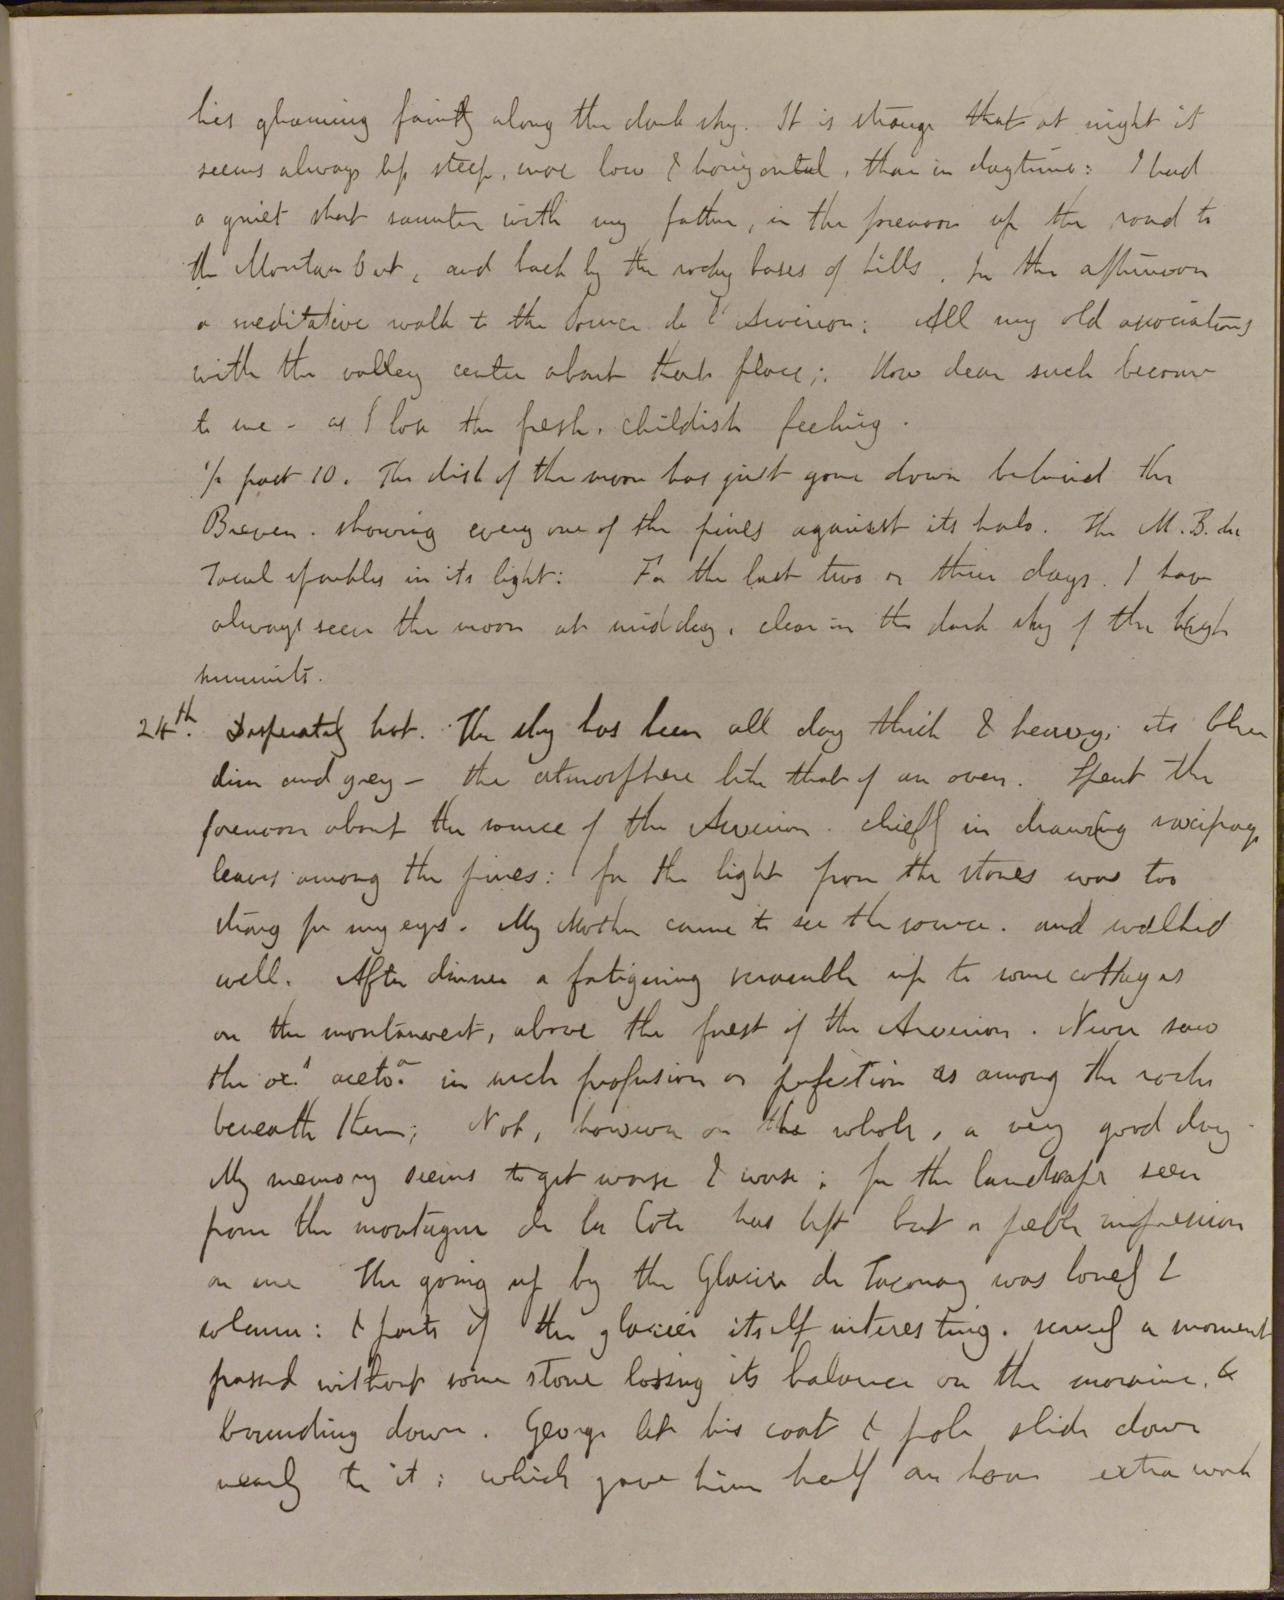 lies gleaming faintly along the dark sky. It is strange that at night it
seems always less steep, more low & horizontal, than in daytime: I had
a quiet short saunter with my father, in the forenoon up the road to
the Montanvert, and back by the rocky bases of hills. In the afternoon
a meditative walk to the Source de l'Arveron; All my old associations
with the valley center about that place;. How dear such become
to me - as I lose the fresh, childish feeling.
1/2 past 10. The disk of the moon has just gone down behind the
Breven. showing every one of the pines against its halo. The M. B. du
Tacul sparkles in its light: For the last two or three days. I have
always seen the moon at midday, clear in the dark sky of the high
summits.
24th. Desperately hot. The sky has been all day thick & heavy; its blue
dim and grey - the atmosphere like that of an oven. Spent the
forenoon about the source of the Arveron. chiefly in drawing saxifrage
leaves among the pines: for the light from the stones was too
strong for my eyes. My Mother came to see the source. and walked
well. After dinner a fatiguing scramble up to some cottages
on the montanvert, above the forest of the Arveron. Never saw
the ox.s aceto.a in such profusion or perfection as among the rocks
beneath them; Not, however on the whole, a very good day -
My memory seems to get worse & worse; for the landscape seen
from the montagne de la Cote has left but a feeble impression
on me The going up by the Glacier de Taconay was lovely &
solemn: & parts of the glacier itself interesting. scarcely a moment
passed without some stone losing its balance on the moraine, &
bounding down. George let his coat & pole slide down
nearly to it; which gave him half an hour extra work